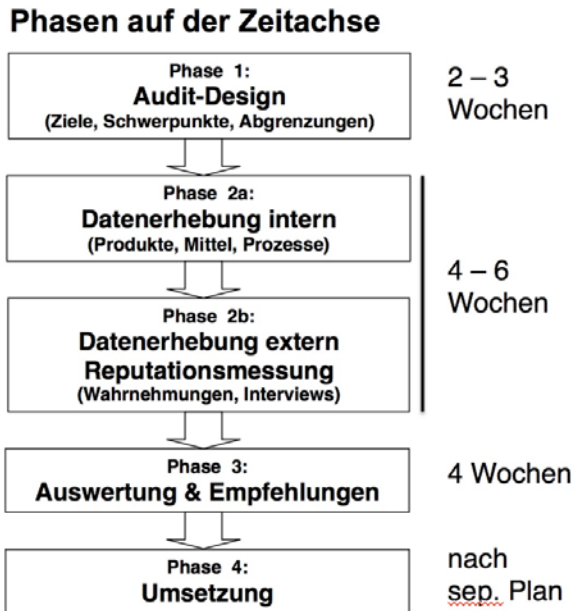 Phasen auf der Zeitachse
Phase 1:
Audit-Design
(Ziele, Schwerpunkte, Abgrenzungen)
2 – 3
Wochen
Phase 2a:
Datenerhebung intern
(Produkte, Mittel, Prozesse)
4 – 6
Wochen
Phase 2b:
Datenerhebung extern
Reputationsmessung
(Wahrnehmungen, Interviews)
Phase 3:
Auswertung & Empfehlungen
4 Wochen
Phase 4:
Umsetzung
nach
sep. Plan